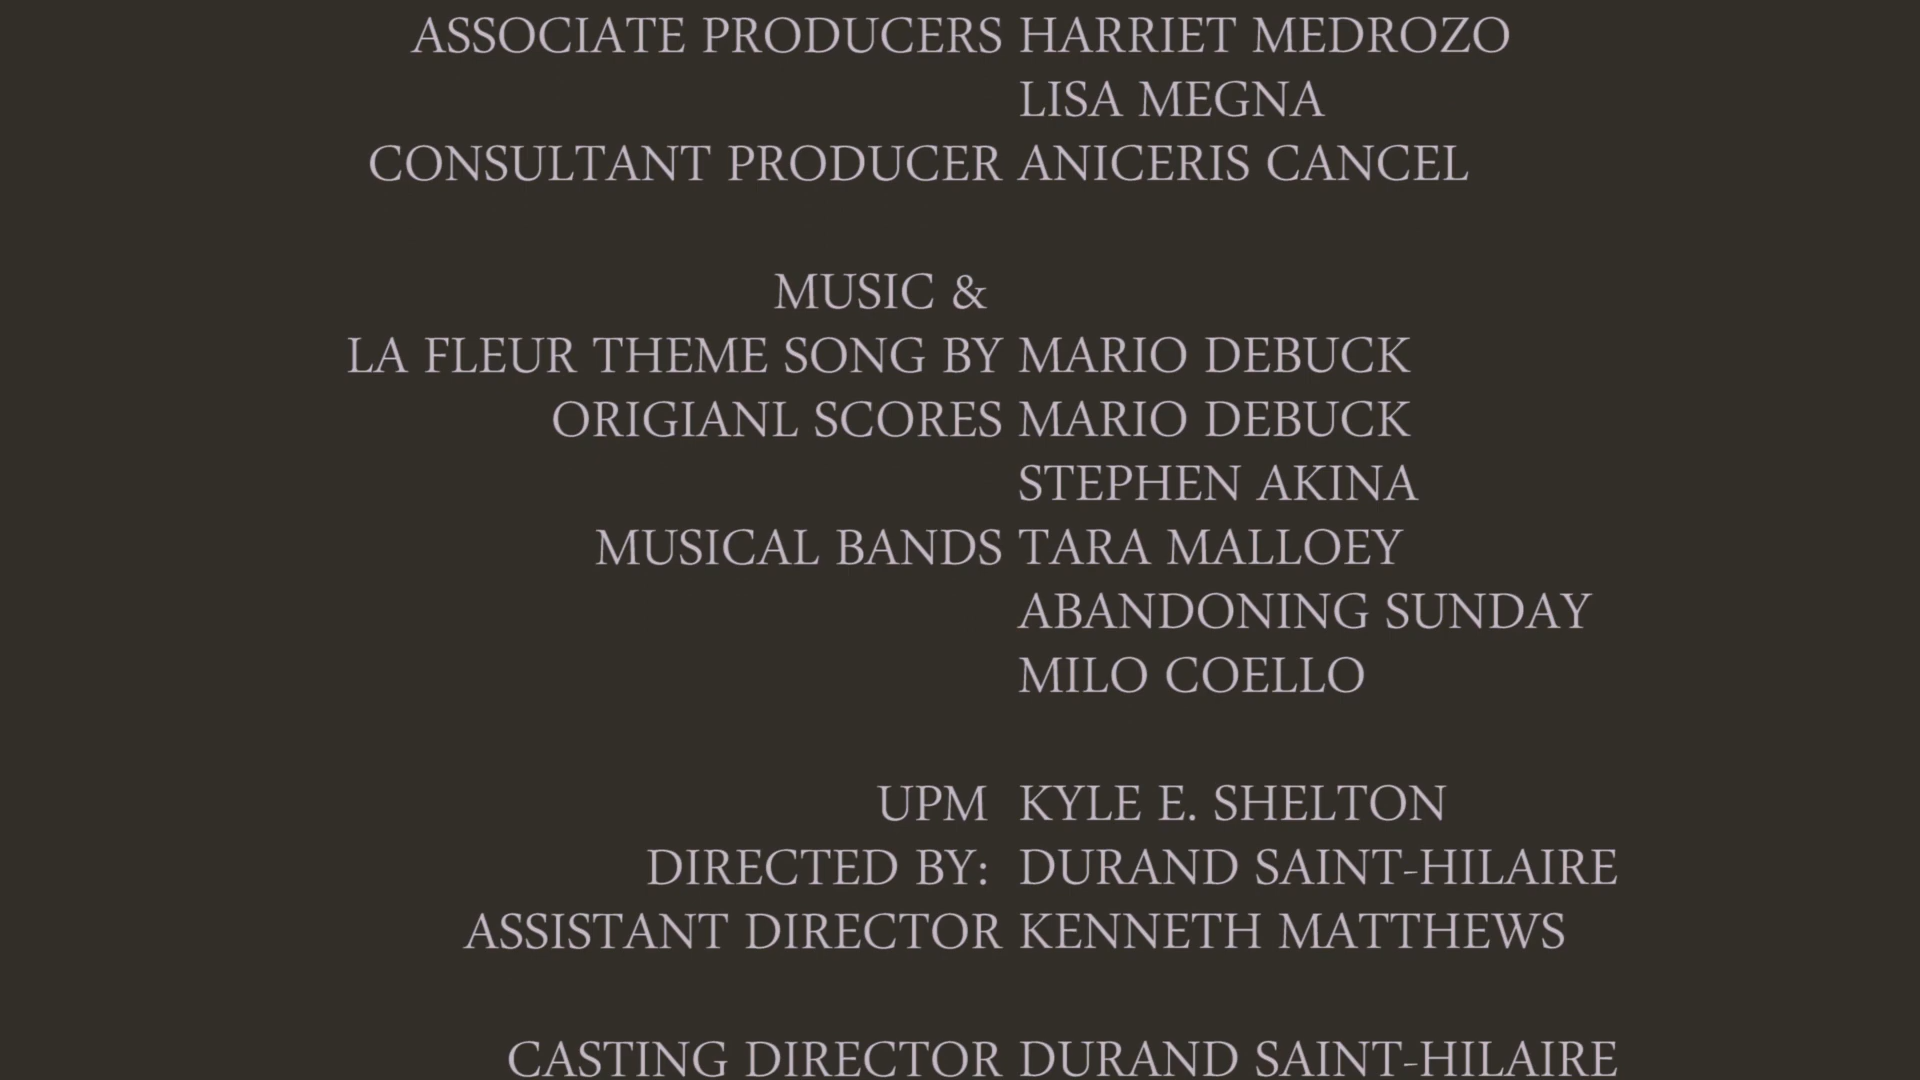 ASSOCIATE PRODUCERS HARRIET MEDROZO
LISA MEGNA
CONSULTANT PRODUCER ANICERIS CANCEL
MUSIC &
LA FLEUR THEME SONG BY MARIO DEBUCK
ORIGIANL SCORES MARIO DEBUCK
STEPHEN AKINA
MUSICAL BANDS TARA MALLOEY
ABANDONING SUNDAY
MILO COELLO
UPM KYLE E. SHELTON
DIRECTED BY: DURAND SAINT-HILAIRE
ASSISTANT DIRECTOR KENNETH MATTHEWS
CASTING DIRECTOR DURAND SAINT-HILAIRE